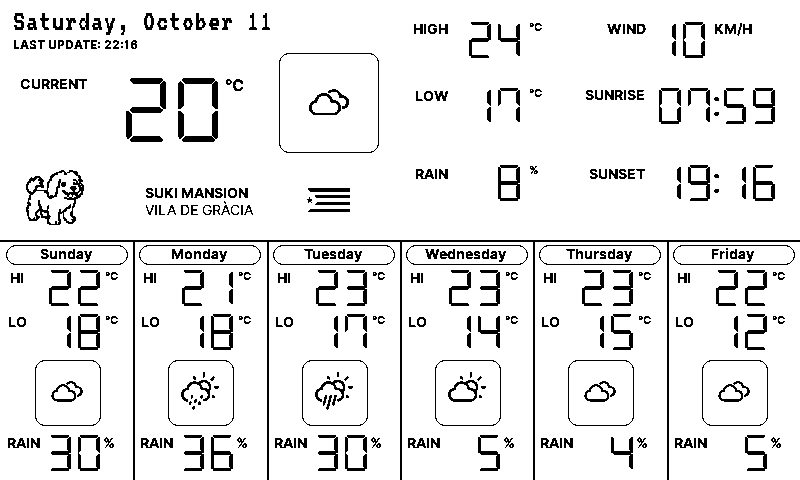 Saturday, October 11
LAST UPDATE: 22:16
CURRENT 20 °C
SUKI MANSION
VILA DE GRÀCIA
HIGH 24 °C
LOW 17 °C
RAIN 8 %
WIND 10 KM/H
SUNRISE 07:59
SUNSET 19:16
Sunday
HI 22 °C
LO 18 °C
RAIN 30 %
Monday
HI 21 °C
LO 18 °C
RAIN 36 %
Tuesday
HI 23 °C
LO 17 °C
RAIN 30 %
Wednesday
HI 23 °C
LO 14 °C
RAIN 5 %
Thursday
HI 23 °C
LO 15 °C
RAIN 4 %
Friday
HI 22 °C
LO 12 °C
RAIN 5 %